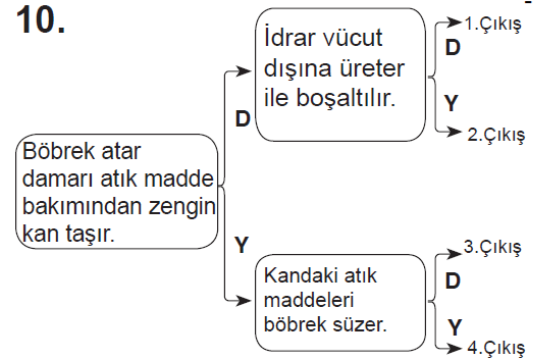 10.
Böbrek atar
damarı atık madde
bakımından zengin
kan taşır.
D
Y
İdrar vücut
dışına üreter
ile boşaltılır.
D
Y
1.Çıkış
2.Çıkış
Kandaki atık
maddeleri
böbrek süzer.
D
Y
3.Çıkış
4.Çıkış